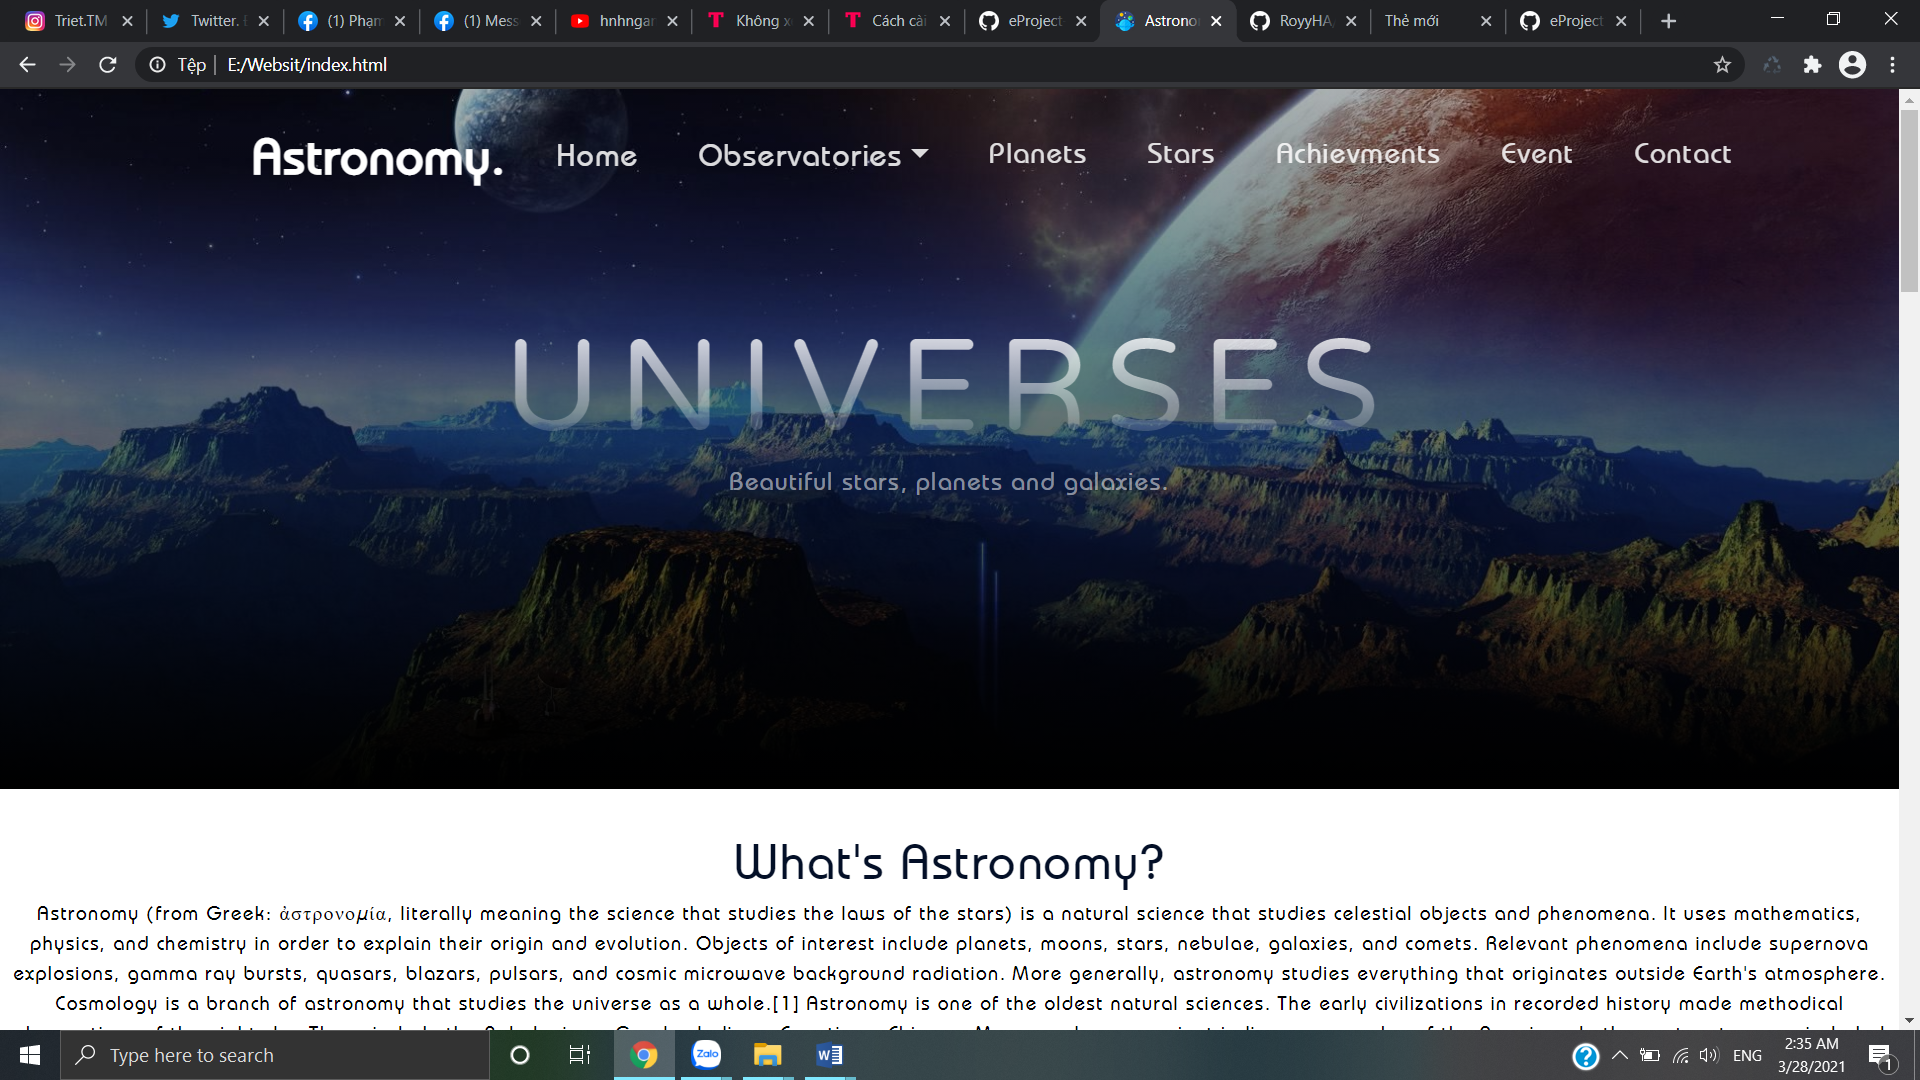 Triet.TM
Twitter.
(1) Phạm
(1) Mess
hnhngar
Không x
Cách cài
eProject
Astrono
RoyyHA
Thẻ mới
eProject
Tệp
E:/Websit/index.html
Astronomy.
Home
Observatories
Planets
Stars
Achievments
Event
Contact
UNIVERSES
Beautiful stars, planets and galaxies.
What's Astronomy?
Astronomy (from Greek: ἀστρονομία, literally meaning the science that studies the laws of the stars) is a natural science that studies celestial objects and phenomena. It uses mathematics,
physics, and chemistry in order to explain their origin and evolution. Objects of interest include planets, moons, stars, nebulae, galaxies, and comets. Relevant phenomena include supernova
explosions, gamma ray bursts, quasars, blazars, pulsars, and cosmic microwave background radiation. More generally, astronomy studies everything that originates outside Earth's atmosphere.
Cosmology is a branch of astronomy that studies the universe as a whole.[1] Astronomy is one of the oldest natural sciences. The early civilizations in recorded history made methodical
Type here to search
Zalo
ENG
2:35 AM
3/28/2021
1